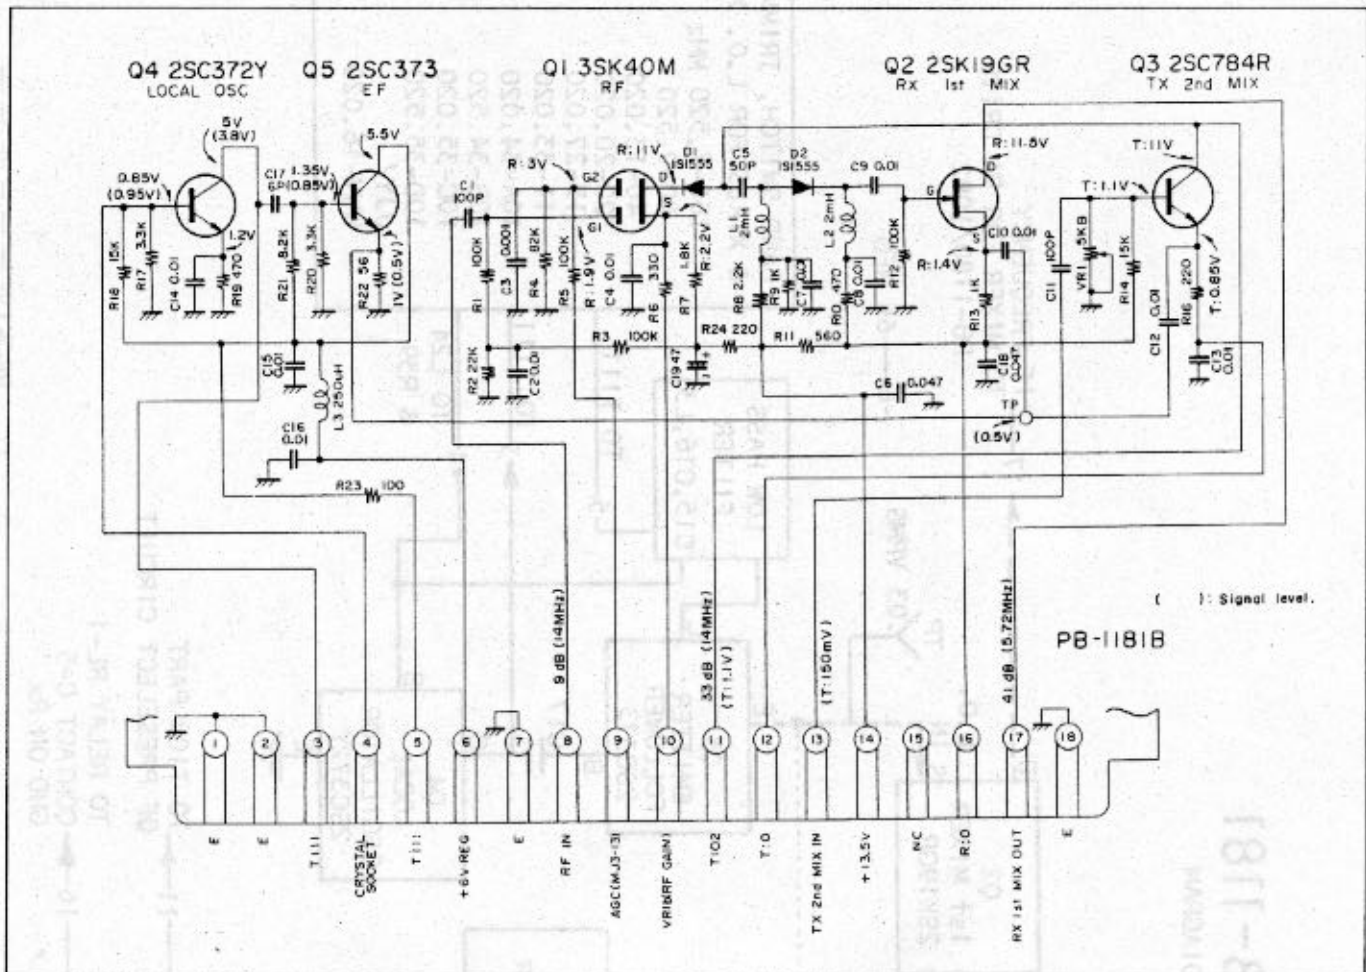 Q4 2SC372Y
LOCAL OSC
Q5 2SC373
EF
Q1 3SK40M
RF
Q2 2SK19GR
RX 1st MIX
Q3 2SC784R
TX 2nd MIX
5V
(3.8V)
5.5V
0.85V
(0.95V)
C17
6P
1.35V
(0.85V)
1.2V
1V (0.5V)
R18 15K
R17 3.3K
C14 0.01
R19 470
R21 8.2K
R20 3.3K
R22 56
C15
0.01
L3 250uH
C16
0.01
R23 100
C1
100P
R:3V
R:11V
G2
G1
D
S
D1
1S1555
C5
50P
D2
1S1555
C9 0.01
R1 100K
C3 0.001
R4 82K
R5 100K
R:1.9V
C4 0.01
R6 330
R7 1.8K
R:2.2V
2mH
L2 2mH
R8 2.2K
R9 1K
C7
R10 470
C8 0.01
R12 100K
R2 22K
C2 0.01
R3 100K
C19 47
R24 220
R11 560
C6 0.047
R:11.5V
D
G
S
C10 0.01
R:1.4V
R13 1K
C18
0.047
TP
(0.5V)
C11 100P
VR1 5KB
R14 15K
T:11V
T:1.1V
C12 0.01
R16 220
T:0.85V
C13
0.01
( ): Signal level.
PB-1181B
9 dB (14MHz)
33 dB (14MHz)
(T:1.1V)
(T:150mV)
41 dB (5.72MHz)
1 2 3 4 5 6 7 8 9 10 11 12 13 14 15 16 17 18
E
E
T111
CRYSTAL
SOCKET
T111
+6V REG
E
RF IN
AGC(MJ3-13)
VR1b(RF GAIN)
T102
T:0
TX 2nd MIX IN
+13.5V
NC
R:0
RX 1st MIX OUT
E